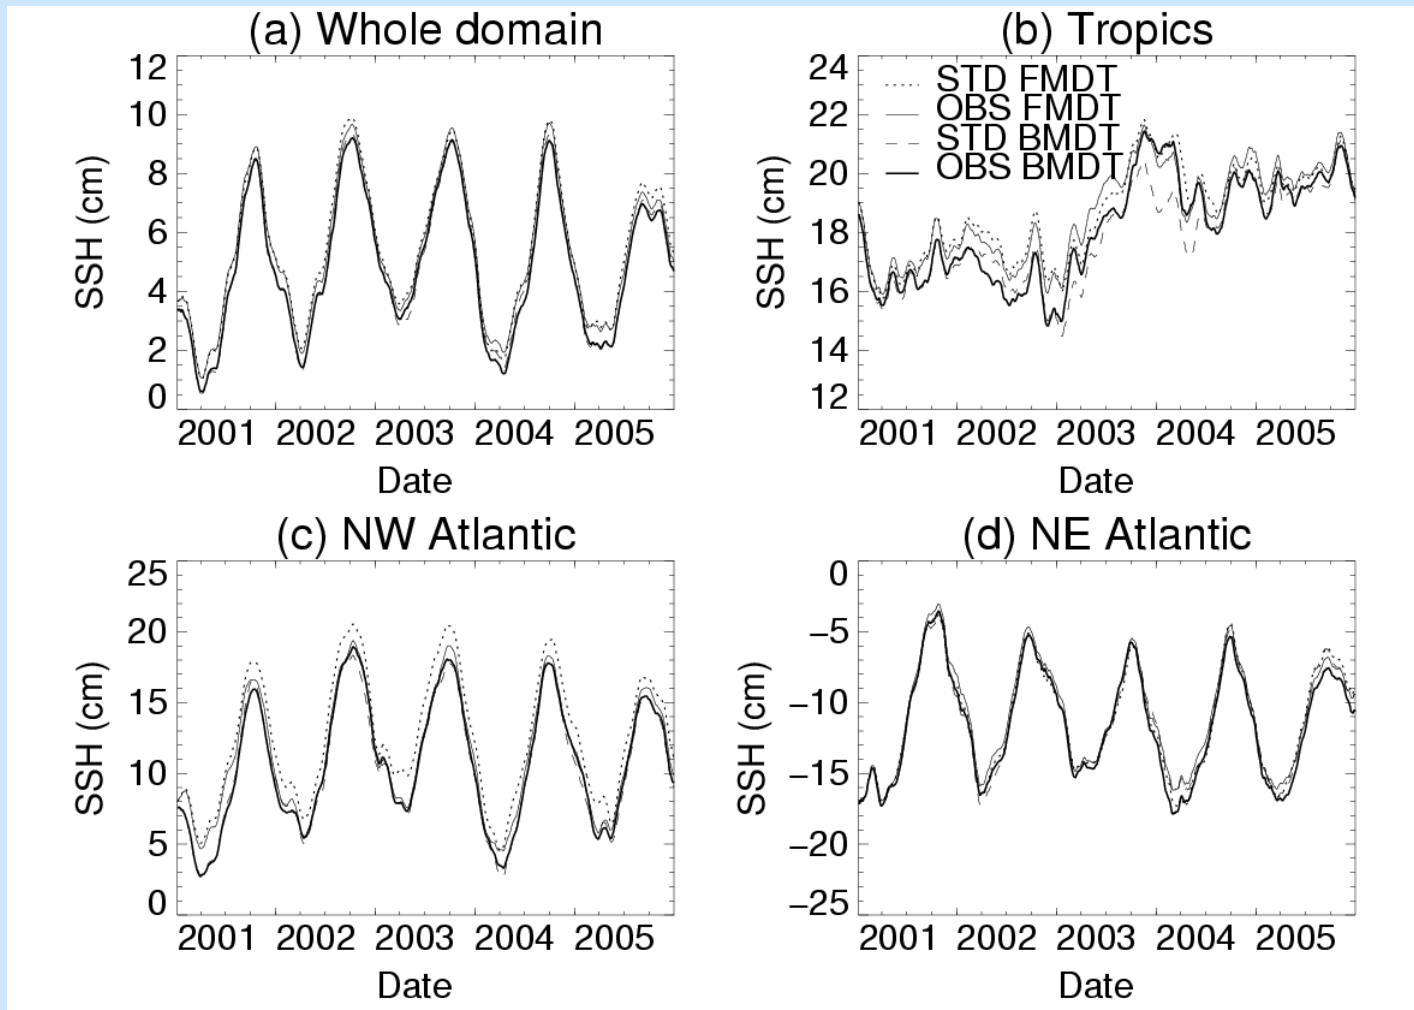 (a) Whole domain
12
10
8
6
4
2
0
SSH (cm)
2001 2002 2003 2004 2005
Date
(b) Tropics
24
22
20
18
16
14
12
SSH (cm)
STD FMDT
OBS FMDT
STD BMDT
OBS BMDT
2001 2002 2003 2004 2005
Date
(c) NW Atlantic
25
20
15
10
5
0
SSH (cm)
2001 2002 2003 2004 2005
Date
(d) NE Atlantic
0
−5
−10
−15
−20
−25
SSH (cm)
2001 2002 2003 2004 2005
Date